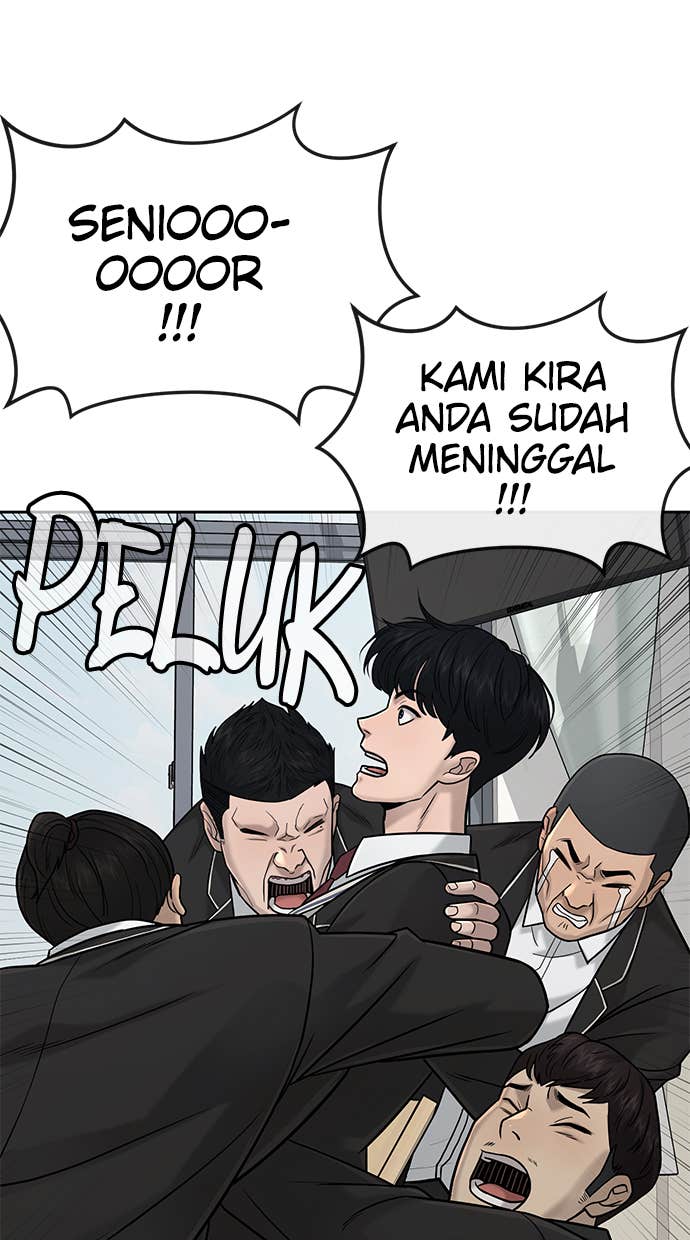 SENIOOO-
OOOOR
!!!
KAMI KIRA
ANDA SUDAH
MENINGGAL
!!!
PELUK